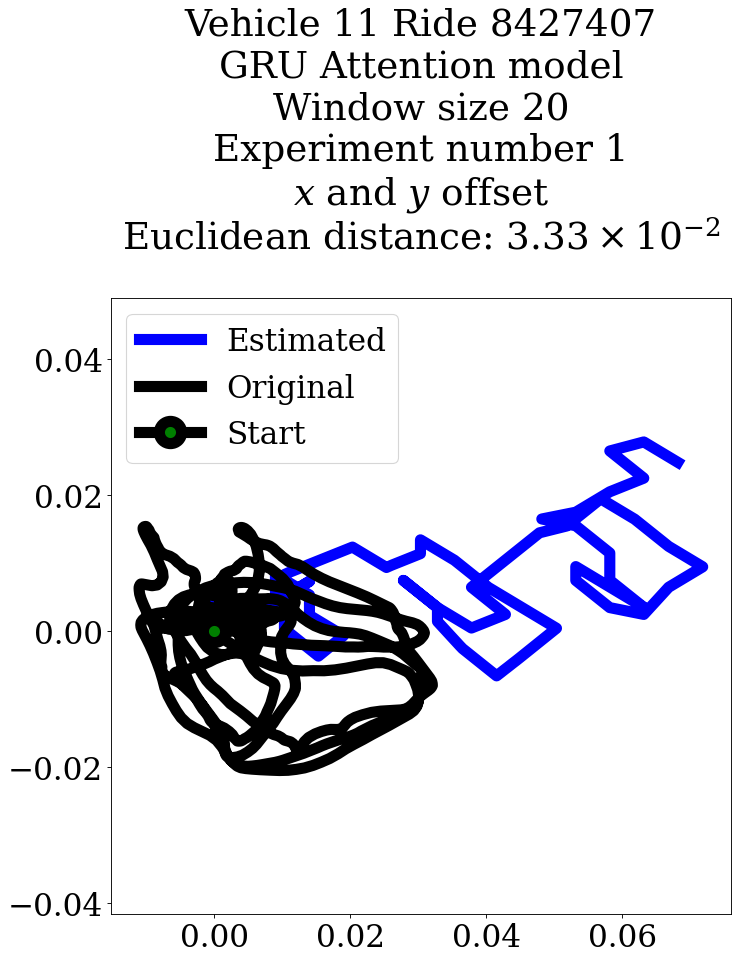 Vehicle 11 Ride 8427407
GRU Attention model
Window size 20
Experiment number 1
x and y offset
Euclidean distance: 3.33 × 10⁻²
Estimated
Original
Start
0.04
0.02
0.00
−0.02
−0.04
0.00 0.02 0.04 0.06